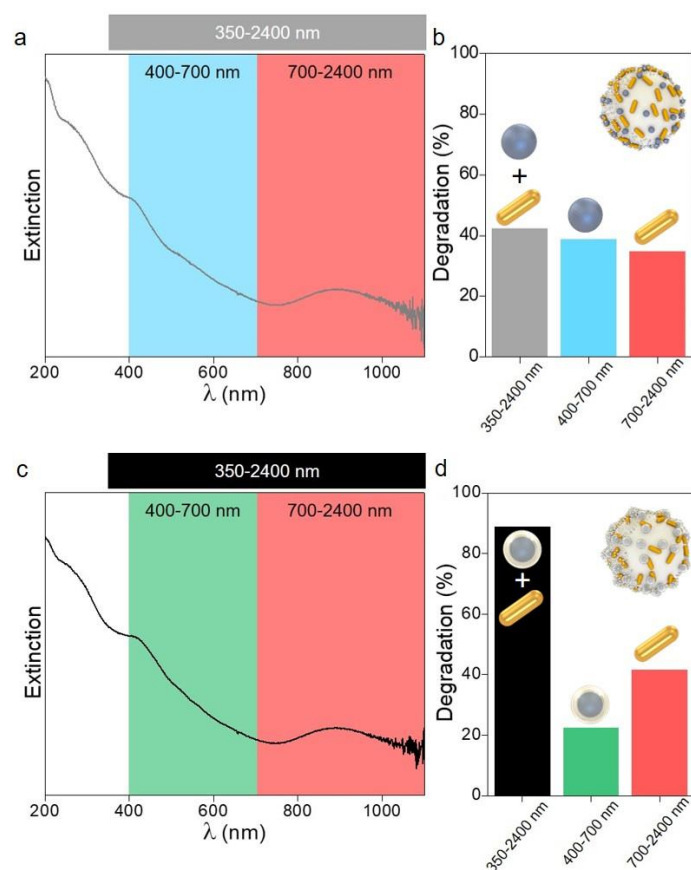 a
350-2400 nm
400-700 nm
700-2400 nm
Extinction
200
400
600
800
1000
λ (nm)
b
100
80
60
40
20
0
Degradation (%)
+
350-2400 nm
400-700 nm
700-2400 nm
c
350-2400 nm
400-700 nm
700-2400 nm
Extinction
200
400
600
800
1000
λ (nm)
d
100
80
60
40
20
0
Degradation (%)
+
350-2400 nm
400-700 nm
700-2400 nm